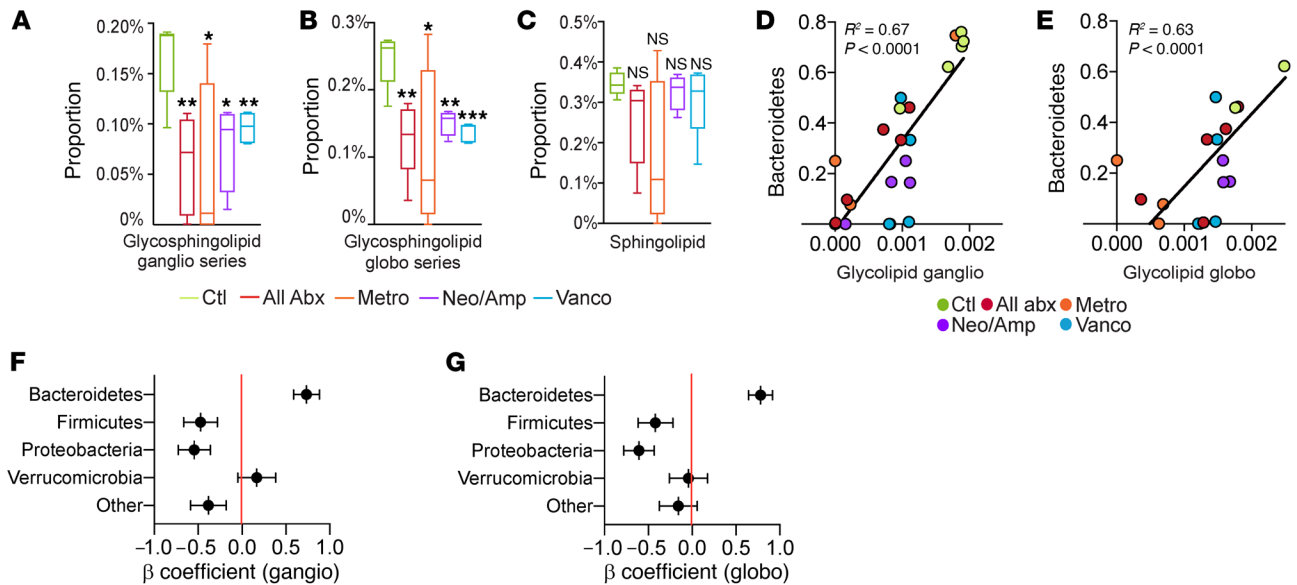 A
Proportion
0.20%
0.15%
0.10%
0.05%
0%
**
*
*
**
Glycosphingolipid
ganglio series
B
Proportion
0.3%
0.2%
0.1%
0%
**
*
**
***
Glycosphingolipid
globo series
C
Proportion
0.5%
0.4%
0.3%
0.2%
0.1%
0%
NS
NS
NS
NS
Sphingolipid
Ctl
All Abx
Metro
Neo/Amp
Vanco
D
R² = 0.67
P < 0.0001
Bacteroidetes
0.8
0.6
0.4
0.2
0.000
0.001
0.002
Glycolipid ganglio
E
R² = 0.63
P < 0.0001
Bacteroidetes
0.8
0.6
0.4
0.2
0.000
0.001
0.002
Glycolipid globo
Ctl
All abx
Metro
Neo/Amp
Vanco
F
Bacteroidetes
Firmicutes
Proteobacteria
Verrucomicrobia
Other
−1.0
−0.5
0.0
0.5
1.0
β coefficient (gangio)
G
Bacteroidetes
Firmicutes
Proteobacteria
Verrucomicrobia
Other
−1.0
−0.5
0.0
0.5
1.0
β coefficient (globo)